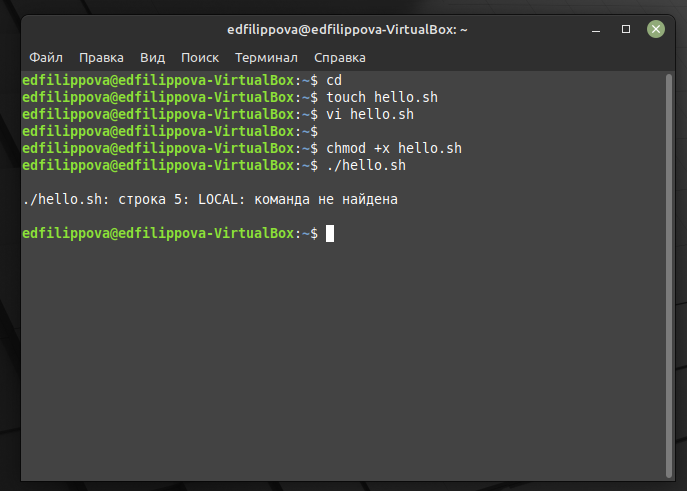 edfilippova@edfilippova-VirtualBox: ~
Файл Правка Вид Поиск Терминал Справка
edfilippova@edfilippova-VirtualBox:~$ cd
edfilippova@edfilippova-VirtualBox:~$ touch hello.sh
edfilippova@edfilippova-VirtualBox:~$ vi hello.sh
edfilippova@edfilippova-VirtualBox:~$
edfilippova@edfilippova-VirtualBox:~$ chmod +x hello.sh
edfilippova@edfilippova-VirtualBox:~$ ./hello.sh
./hello.sh: строка 5: LOCAL: команда не найдена
edfilippova@edfilippova-VirtualBox:~$